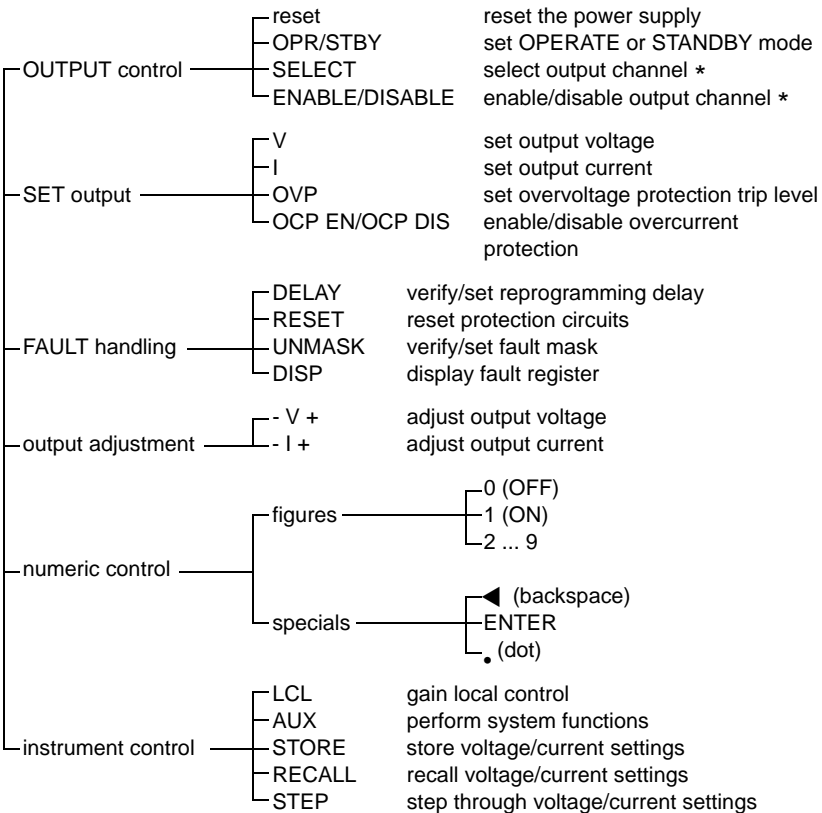 reset reset the power supply
OPR/STBY set OPERATE or STANDBY mode
OUTPUT control SELECT select output channel *
ENABLE/DISABLE enable/disable output channel *
V set output voltage
I set output current
SET output OVP set overvoltage protection trip level
OCP EN/OCP DIS enable/disable overcurrent
protection
DELAY verify/set reprogramming delay
RESET reset protection circuits
FAULT handling UNMASK verify/set fault mask
DISP display fault register
- V + adjust output voltage
output adjustment - I + adjust output current
0 (OFF)
figures 1 (ON)
2 ... 9
numeric control
◀ (backspace)
specials ENTER
. (dot)
LCL gain local control
AUX perform system functions
instrument control STORE store voltage/current settings
RECALL recall voltage/current settings
STEP step through voltage/current settings